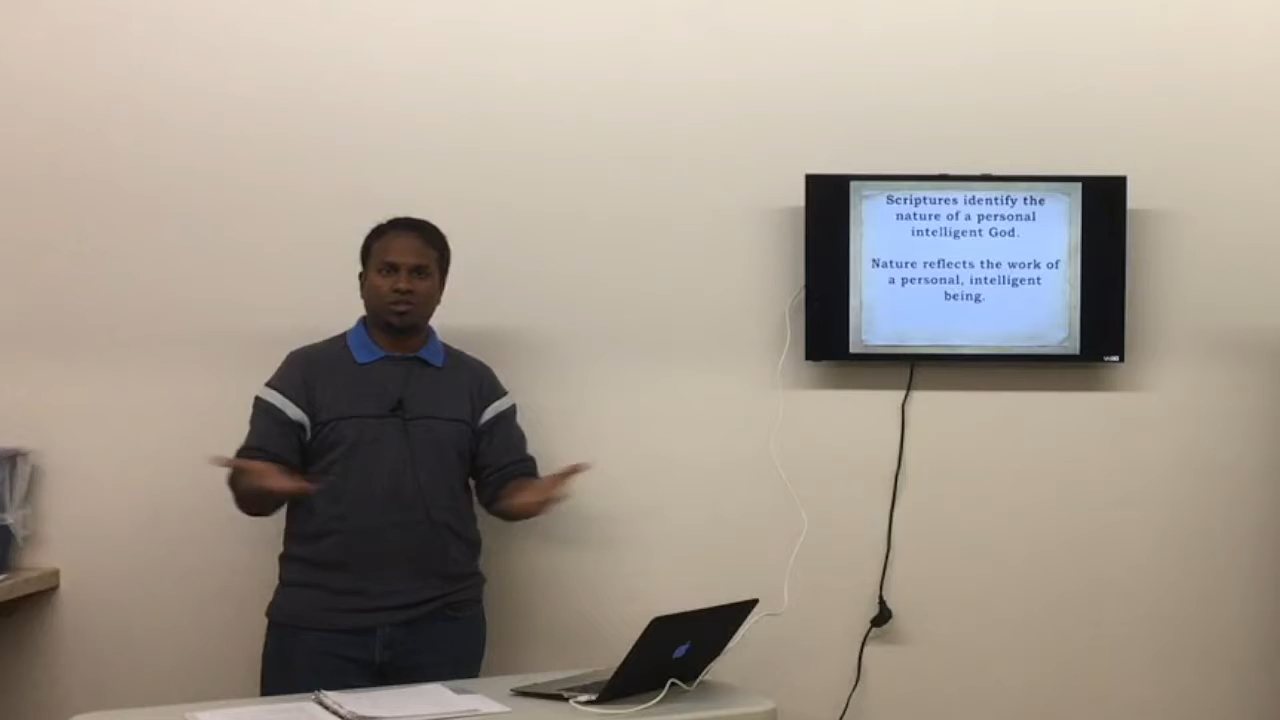 Scriptures identify the
nature of a personal
intelligent God.
Nature reflects the work of
a personal, intelligent
being.